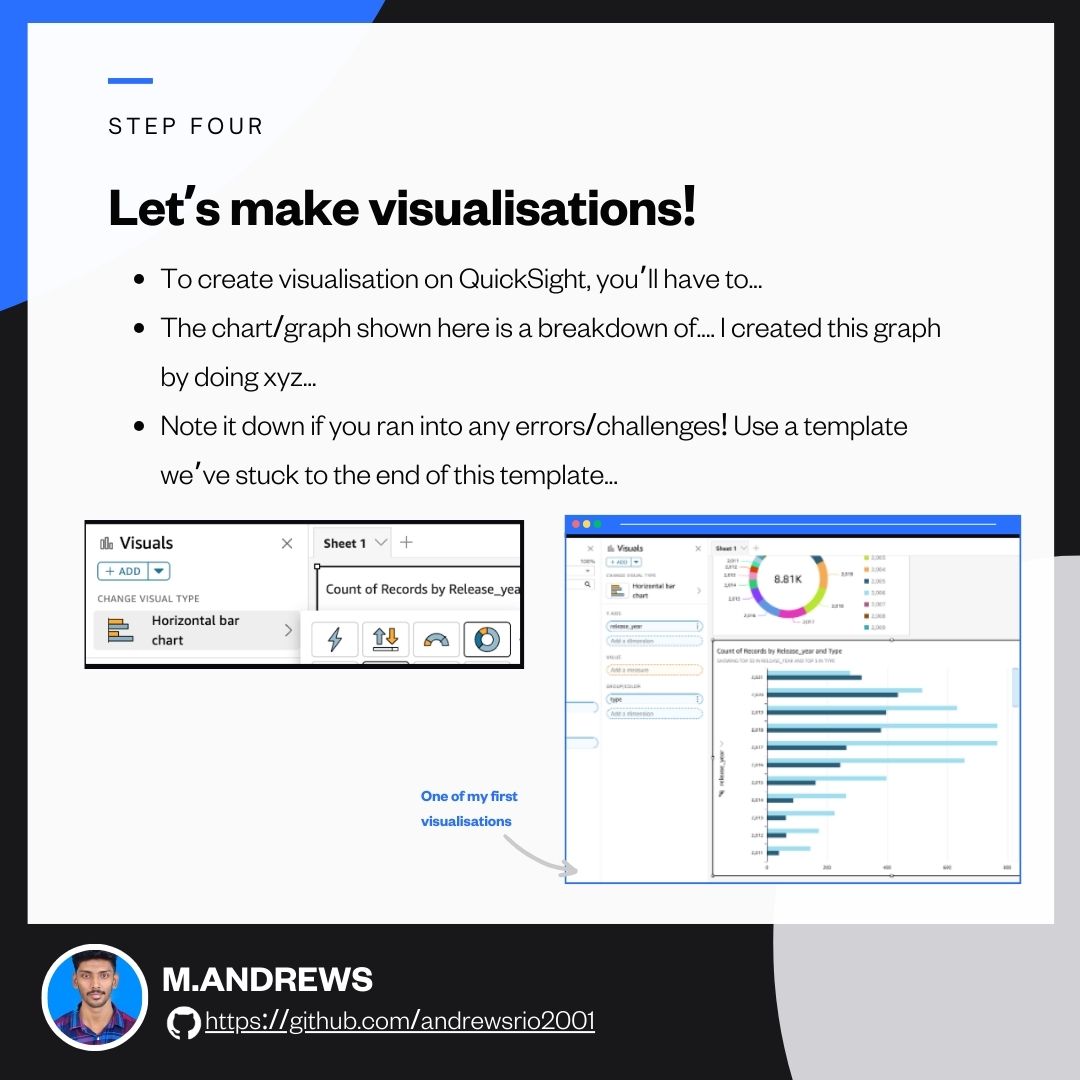 STEP FOUR
Let's make visualisations!
• To create visualisation on QuickSight, you'll have to...
• The chart/graph shown here is a breakdown of.... I created this graph
by doing xyz...
• Note it down if you ran into any errors/challenges! Use a template
we've stuck to the end of this template...
Visuals
Sheet 1
+ ADD
CHANGE VISUAL TYPE
Horizontal bar
chart
Count of Records by Release_yea
Visuals
Sheet 1
100%
+ ADD
CHANGE VISUAL TYPE
Horizontal bar
chart
8.81K
Y AXIS
release_year
Add a dimension
VALUE
Add a measure
GROUP/COLOR
type
Add a dimension
Count of Records by Release_year and Type
release_year
0 200 400 600 800
One of my first
visualisations
M.ANDREWS
https://github.com/andrewsrio2001